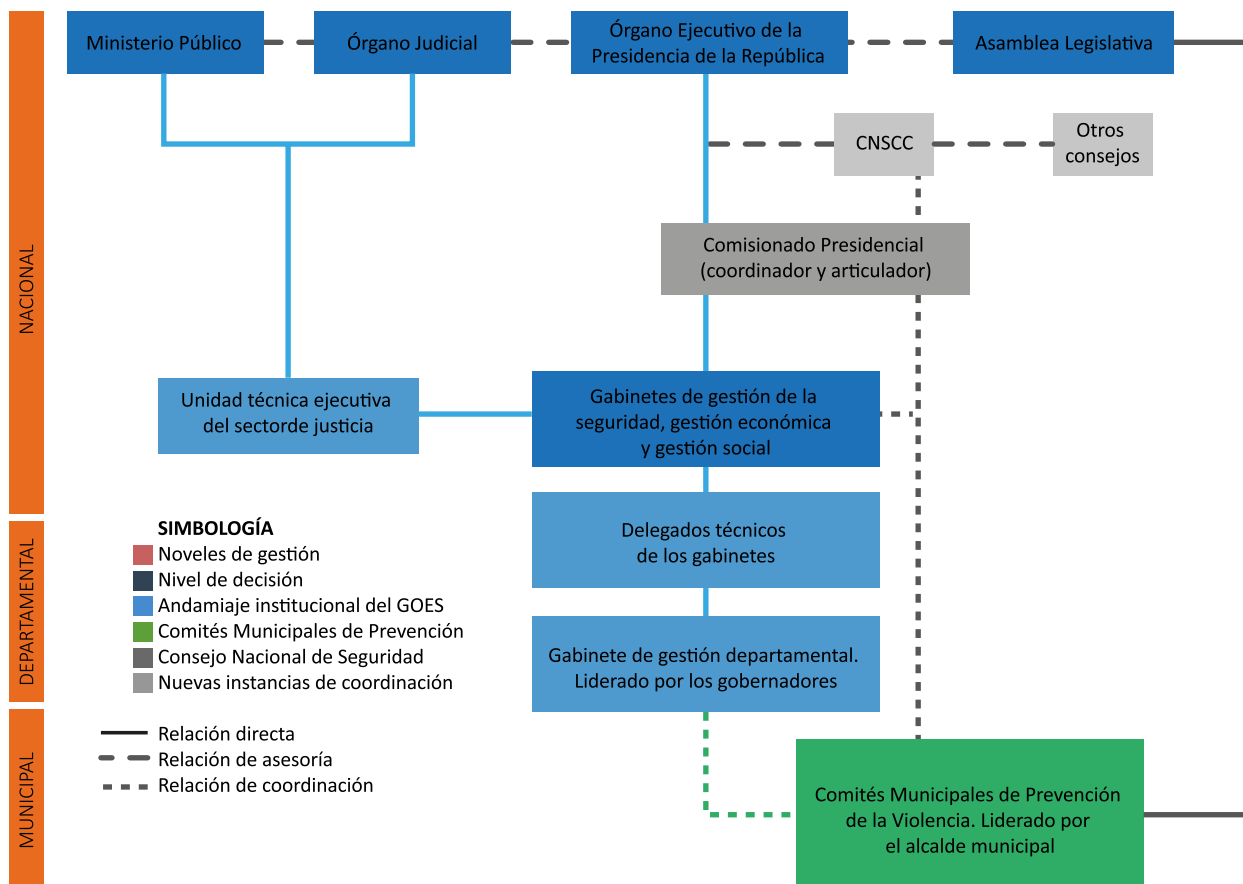 NACIONAL
DEPARTAMENTAL
MUNICIPAL
Ministerio Público
Órgano Judicial
Órgano Ejecutivo de la
Presidencia de la República
Asamblea Legislativa
CNSCC
Otros
consejos
Comisionado Presidencial
(coordinador y articulador)
Unidad técnica ejecutiva
del sectorde justicia
Gabinetes de gestión de la
seguridad, gestión económica
y gestión social
Delegados técnicos
de los gabinetes
Gabinete de gestión departamental.
Liderado por los gobernadores
Comités Municipales de Prevención
de la Violencia. Liderado por
el alcalde municipal
SIMBOLOGÍA
Noveles de gestión
Nivel de decisión
Andamiaje institucional del GOES
Comités Municipales de Prevención
Consejo Nacional de Seguridad
Nuevas instancias de coordinación
Relación directa
Relación de asesoría
Relación de coordinación